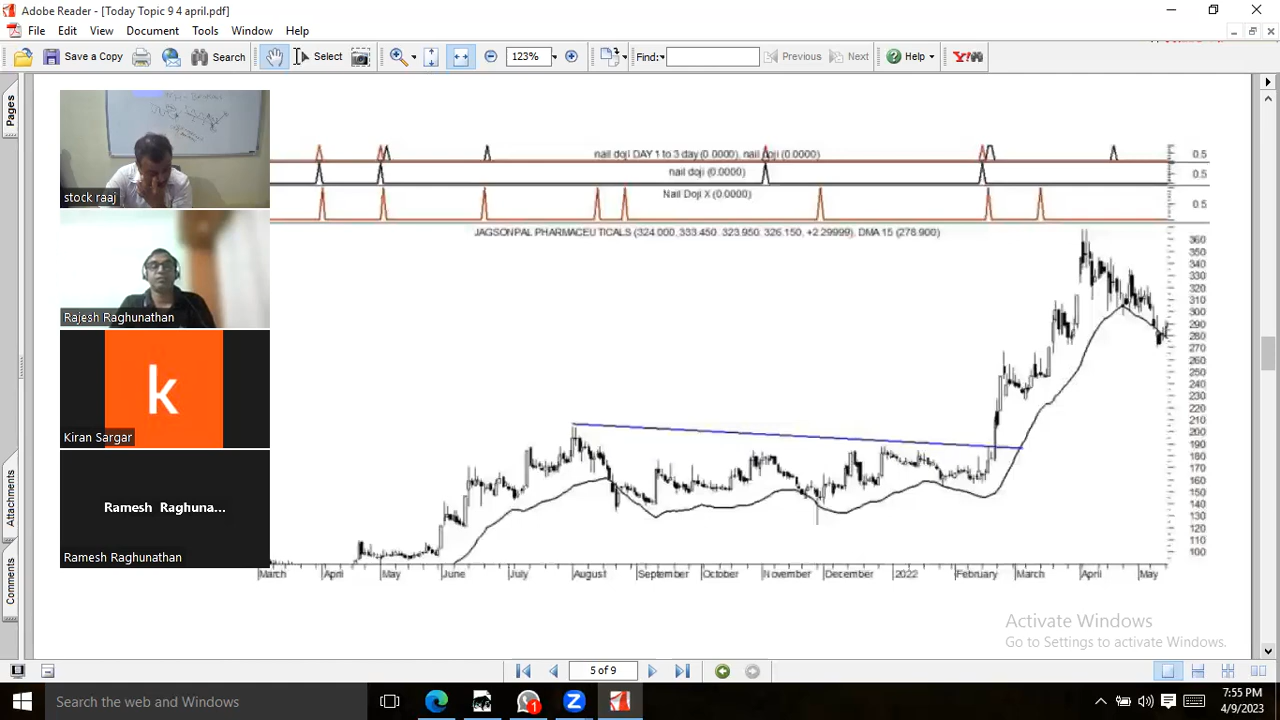 Adobe Reader - [Today Topic 9 4 april.pdf]
File Edit View Document Tools Window Help
Save a Copy Search Select 123% Find: Previous Next Help Y!
Pages
Attachments
Comments
stock raaj
Rajesh Raghunathan
k
Kiran Sargar
Ramesh Raghuna...
Ramesh Raghunathan
nail doji DAY 1 to 3 day (0.0000), nail doji (0.0000) 0.5
nail doji (0.0000) 0.5
Nail Doji X (0.0000) 0.5
JAGSONPAL PHARMACEUTICALS (324.000, 333.450, 323.950, 326.150, +2.29999), DMA 15 (278.900)
360
350
340
330
320
310
300
290
280
270
260
250
240
230
220
210
200
190
180
170
160
150
140
130
120
110
100
March April May June July August September October November December 2022 February March April May
Activate Windows
Go to Settings to activate Windows.
5 of 9
Search the web and Windows
1
7:55 PM
4/9/2023